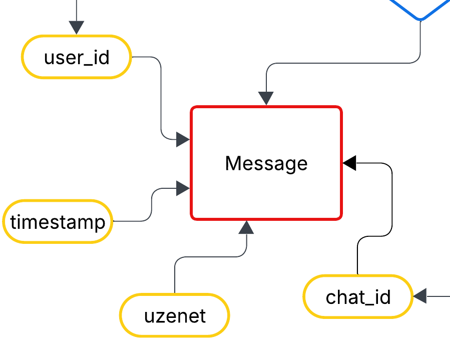 user_id
Message
timestamp
chat_id
uzenet